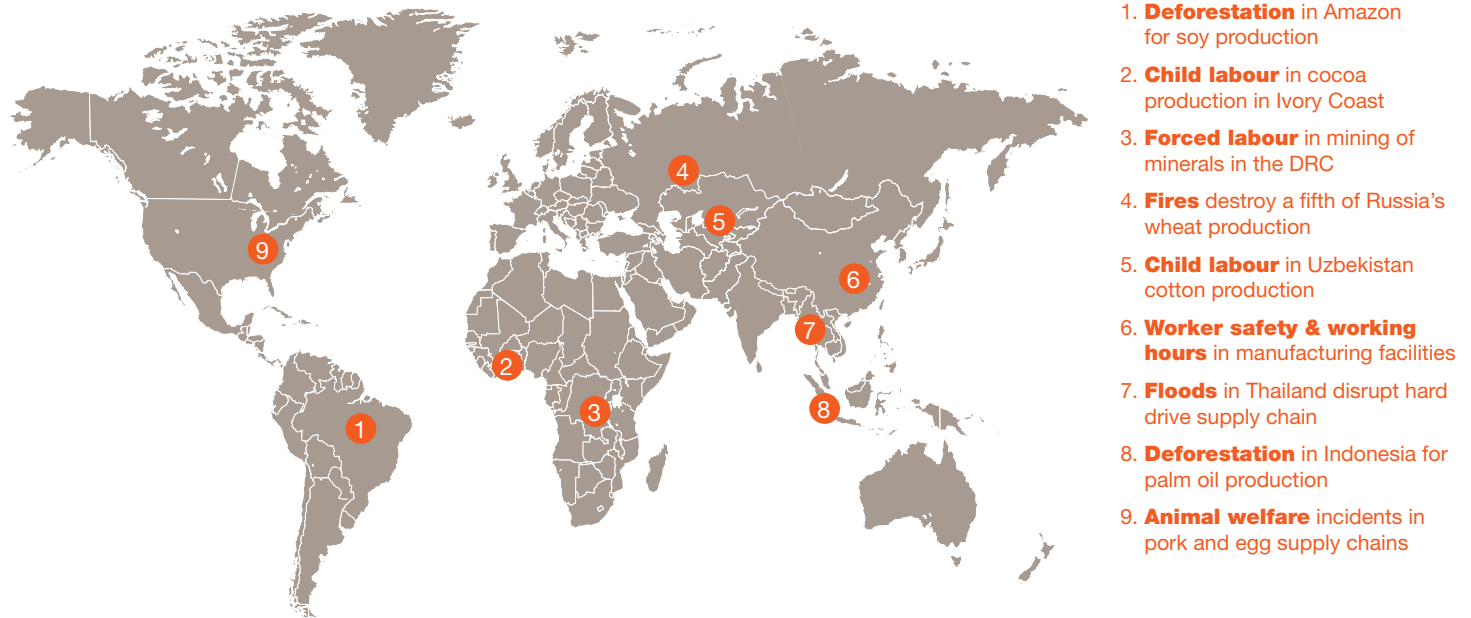 1. Deforestation in Amazon
for soy production
2. Child labour in cocoa
production in Ivory Coast
3. Forced labour in mining of
minerals in the DRC
4. Fires destroy a fifth of Russia's
wheat production
5. Child labour in Uzbekistan
cotton production
6. Worker safety & working
hours in manufacturing facilities
7. Floods in Thailand disrupt hard
drive supply chain
8. Deforestation in Indonesia for
palm oil production
9. Animal welfare incidents in
pork and egg supply chains
4
5
9
6
7
2
8
3
1